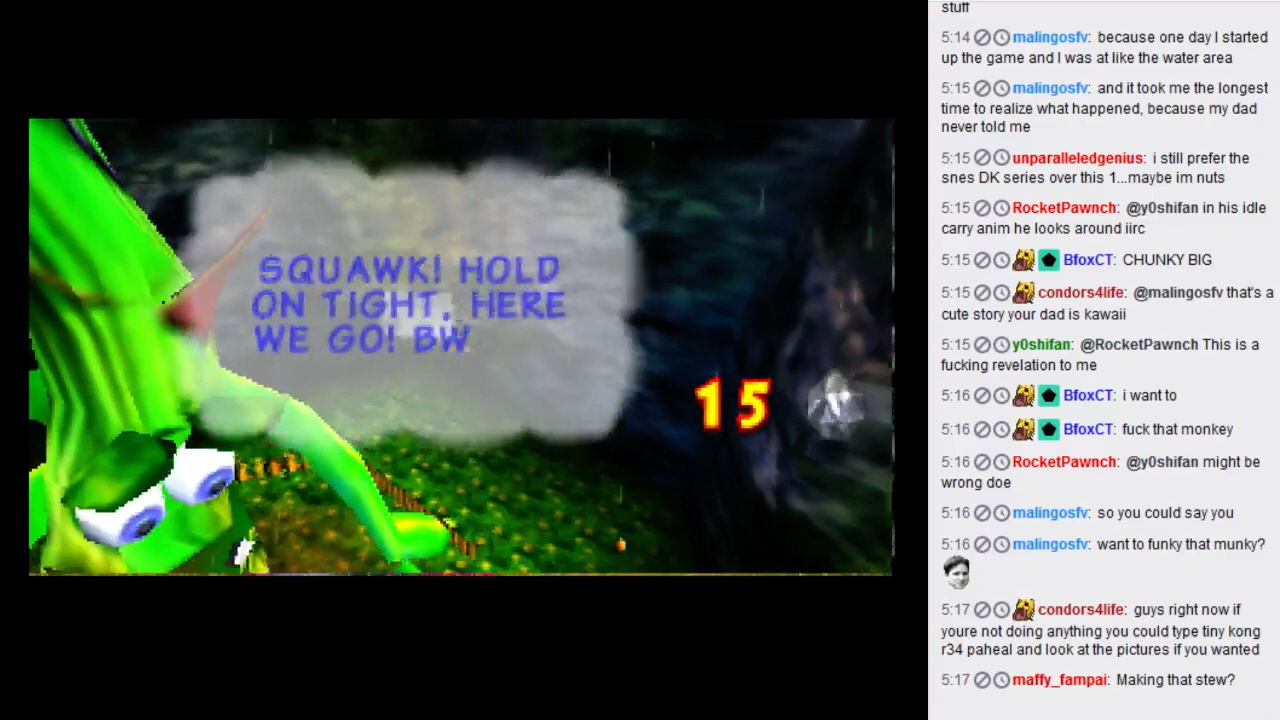 SQUAWK! HOLD
ON TIGHT, HERE
WE GO! BW
15
stuff
5:14 malingosfv: because one day I started
up the game and I was at like the water area
5:15 malingosfv: and it took me the longest
time to realize what happened, because my dad
never told me
5:15 unparalleledgenius: i still prefer the
snes DK series over this 1...maybe im nuts
5:15 RocketPawnch: @y0shifan in his idle
carry anim he looks around iirc
5:15 BfoxCT: CHUNKY BIG
5:15 condors4life: @malingosfv that's a
cute story your dad is kawaii
5:15 y0shifan: @RocketPawnch This is a
fucking revelation to me
5:16 BfoxCT: i want to
5:16 BfoxCT: fuck that monkey
5:16 RocketPawnch: @y0shifan might be
wrong doe
5:16 malingosfv: so you could say you
5:16 malingosfv: want to funky that munky?
5:17 condors4life: guys right now if
youre not doing anything you could type tiny kong
r34 paheal and look at the pictures if you wanted
5:17 maffy_fampai: Making that stew?